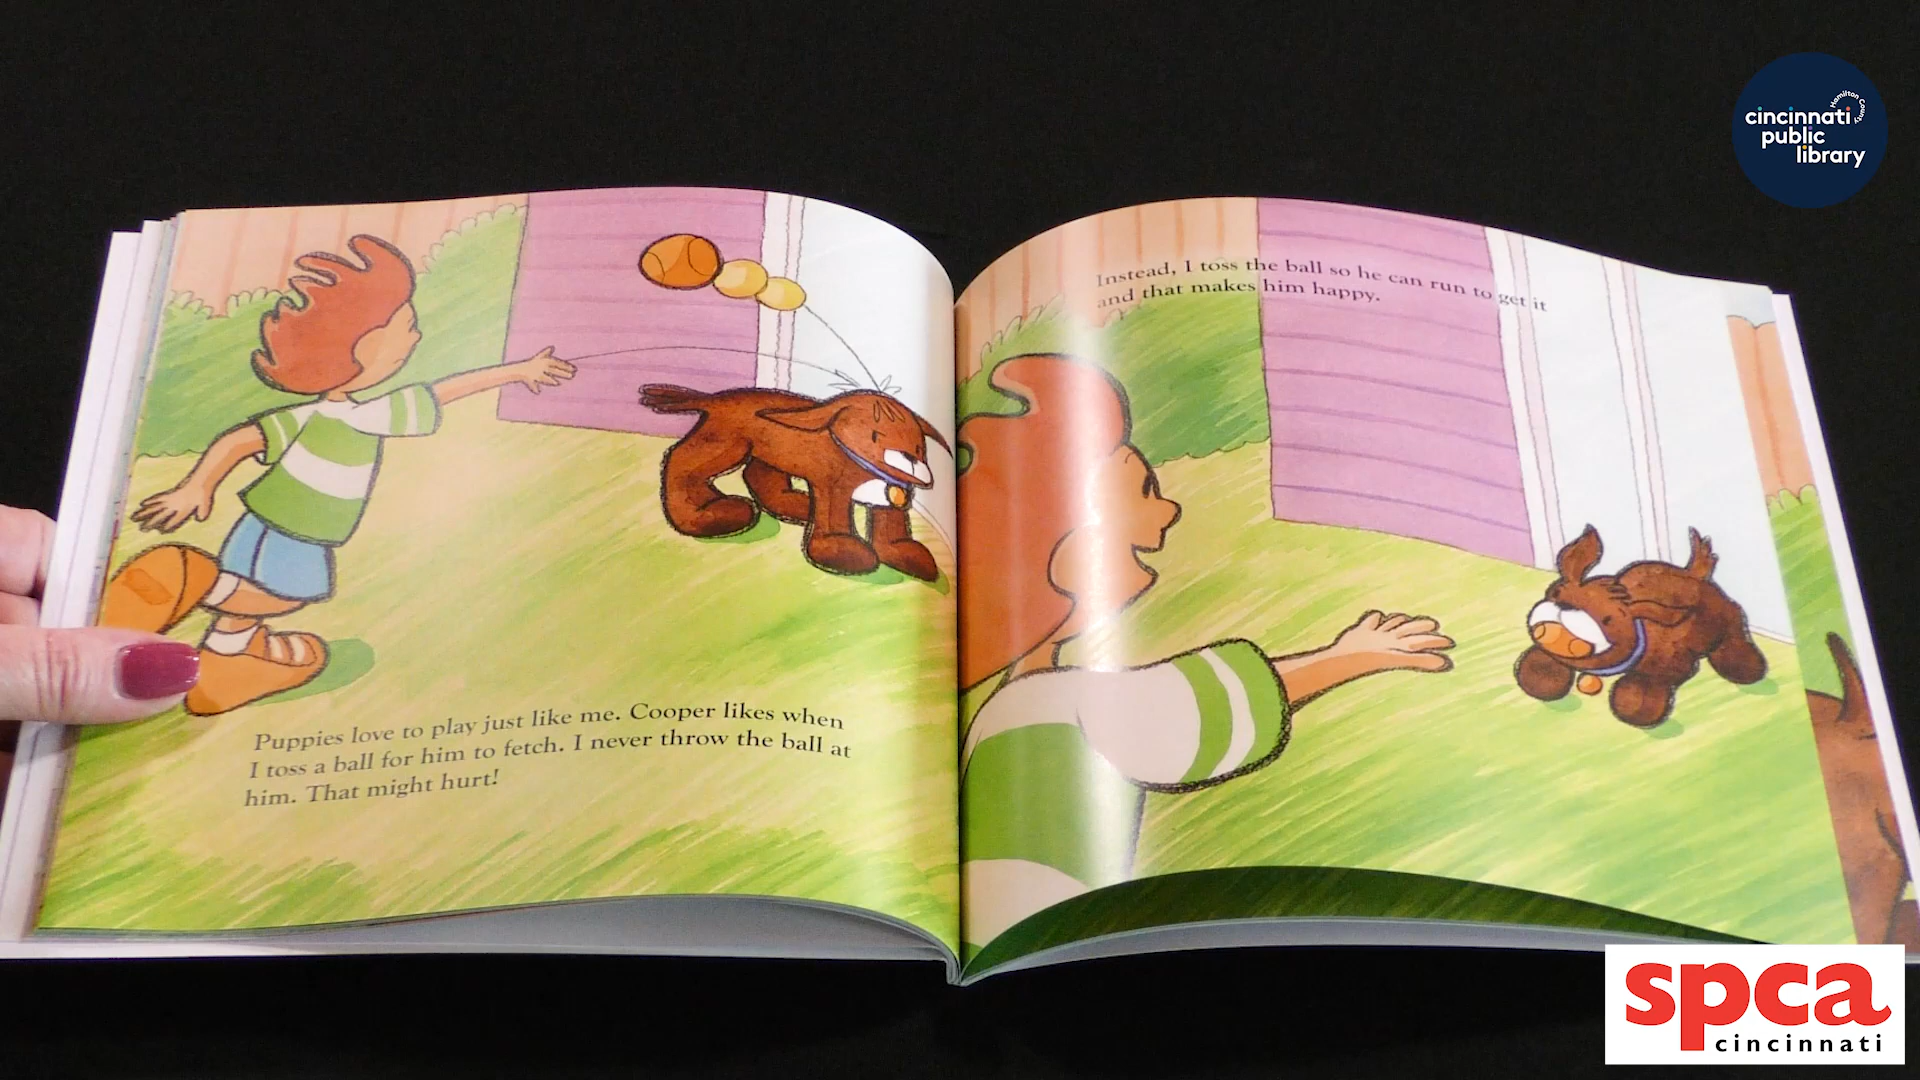 Hamilton County
cincinnati
public
library
Instead, I toss the ball so he can run to get it
and that makes him happy.
Puppies love to play just like me. Cooper likes when
I toss a ball for him to fetch. I never throw the ball at
him. That might hurt!
spca
cincinnati